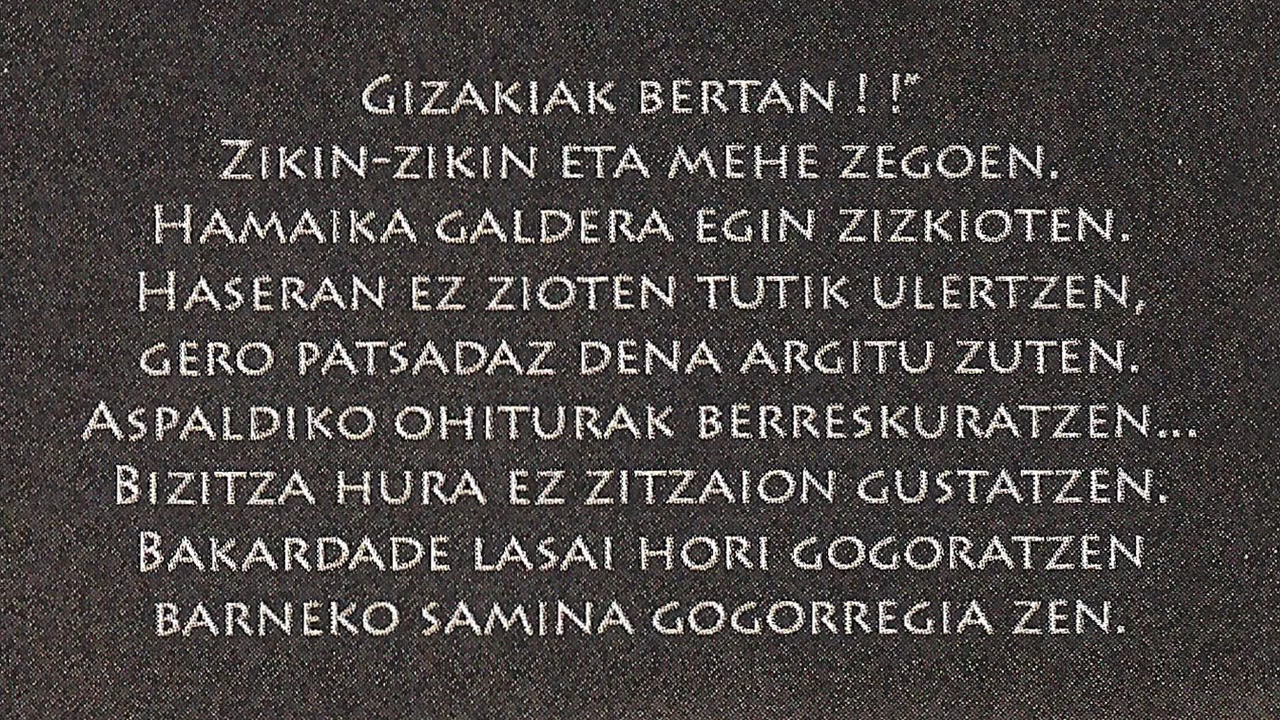 Gizakiak bertan ! !"
Zikin-zikin eta mehe zegoen.
Hamaika galdera egin zizkioten.
Haseran ez zioten tutik ulertzen,
gero patsadaz dena argitu zuten.
Aspaldiko ohiturak berreskuratzen...
Bizitza hura ez zitzaion gustatzen.
Bakardade lasai hori gogoratzen
barneko samina gogorregia zen.